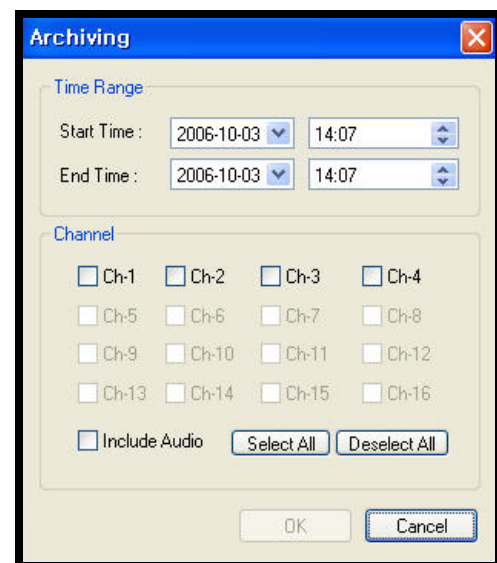 Archiving
Time Range
Start Time : 2006-10-03 14:07
End Time : 2006-10-03 14:07
Channel
Ch-1 Ch-2 Ch-3 Ch-4
Ch-5 Ch-6 Ch-7 Ch-8
Ch-9 Ch-10 Ch-11 Ch-12
Ch-13 Ch-14 Ch-15 Ch-16
Include Audio Select All Deselect All
OK Cancel